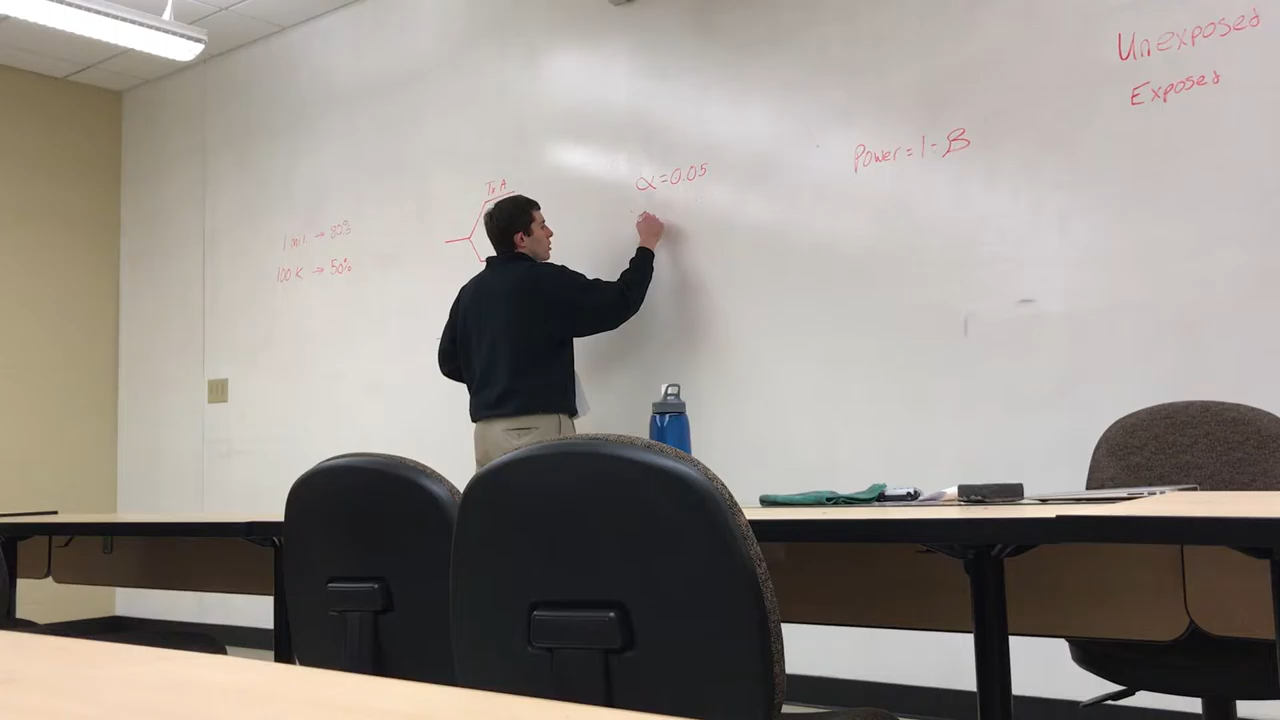 1 mil → 80%
100 K → 50%
Tx A
α = 0.05
Power = 1 - B
Unexposed
Exposed